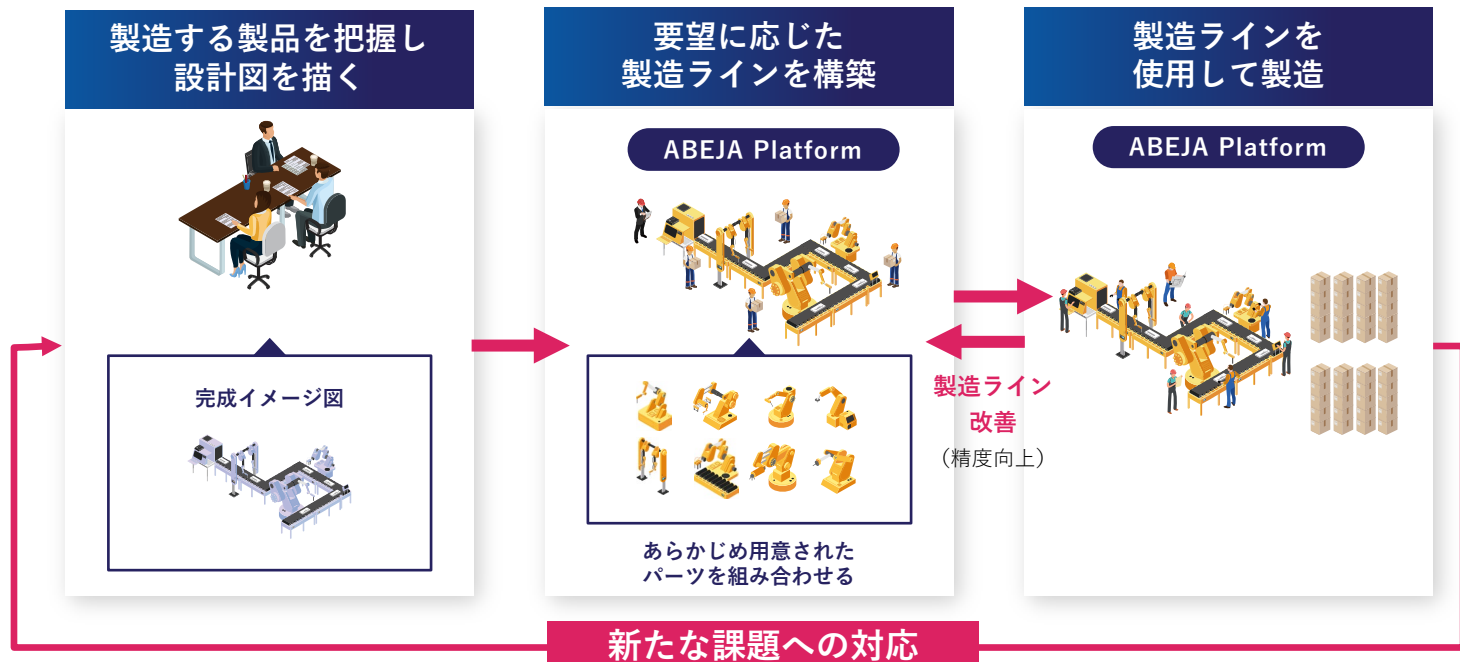 製造する製品を把握し
設計図を描く
完成イメージ図
要望に応じた
製造ラインを構築
ABEJA Platform
あらかじめ用意された
パーツを組み合わせる
製造ライン
改善
（精度向上）
製造ラインを
使用して製造
ABEJA Platform
新たな課題への対応